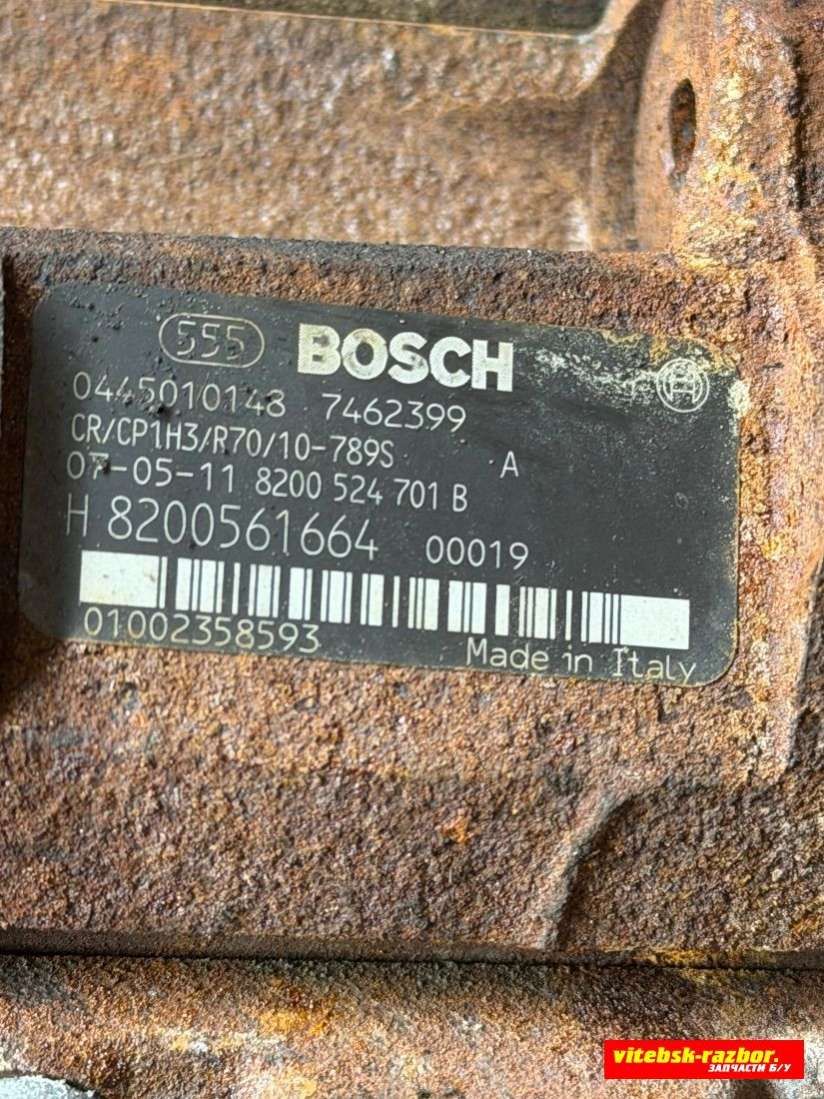 555 BOSCH
0445010148 7462399
CR/CP1H3/R70/10-789S A
07-05-11 8200 524 701 B
H 8200561664 00019
01002358593
Made in Italy
vitebsk-razbor.
ЗАПЧАСТИ Б/У